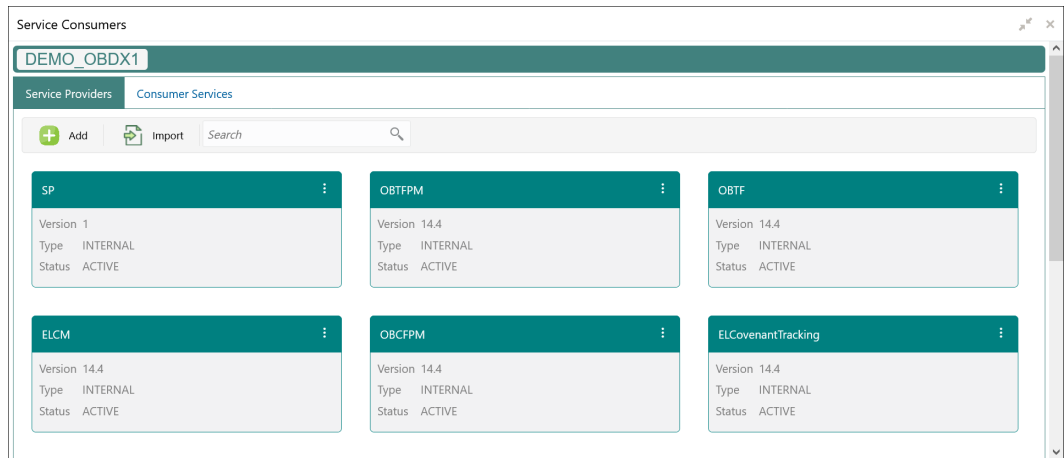 Service Consumers
DEMO_OBDX1
Service Providers Consumer Services
Add Import Search
SP OBTFPM OBTF
Version 1 Version 14.4 Version 14.4
Type INTERNAL Type INTERNAL Type INTERNAL
Status ACTIVE Status ACTIVE Status ACTIVE
ELCM OBCFPM ELCovenantTracking
Version 14.4 Version 14.4 Version 14.4
Type INTERNAL Type INTERNAL Type INTERNAL
Status ACTIVE Status ACTIVE Status ACTIVE